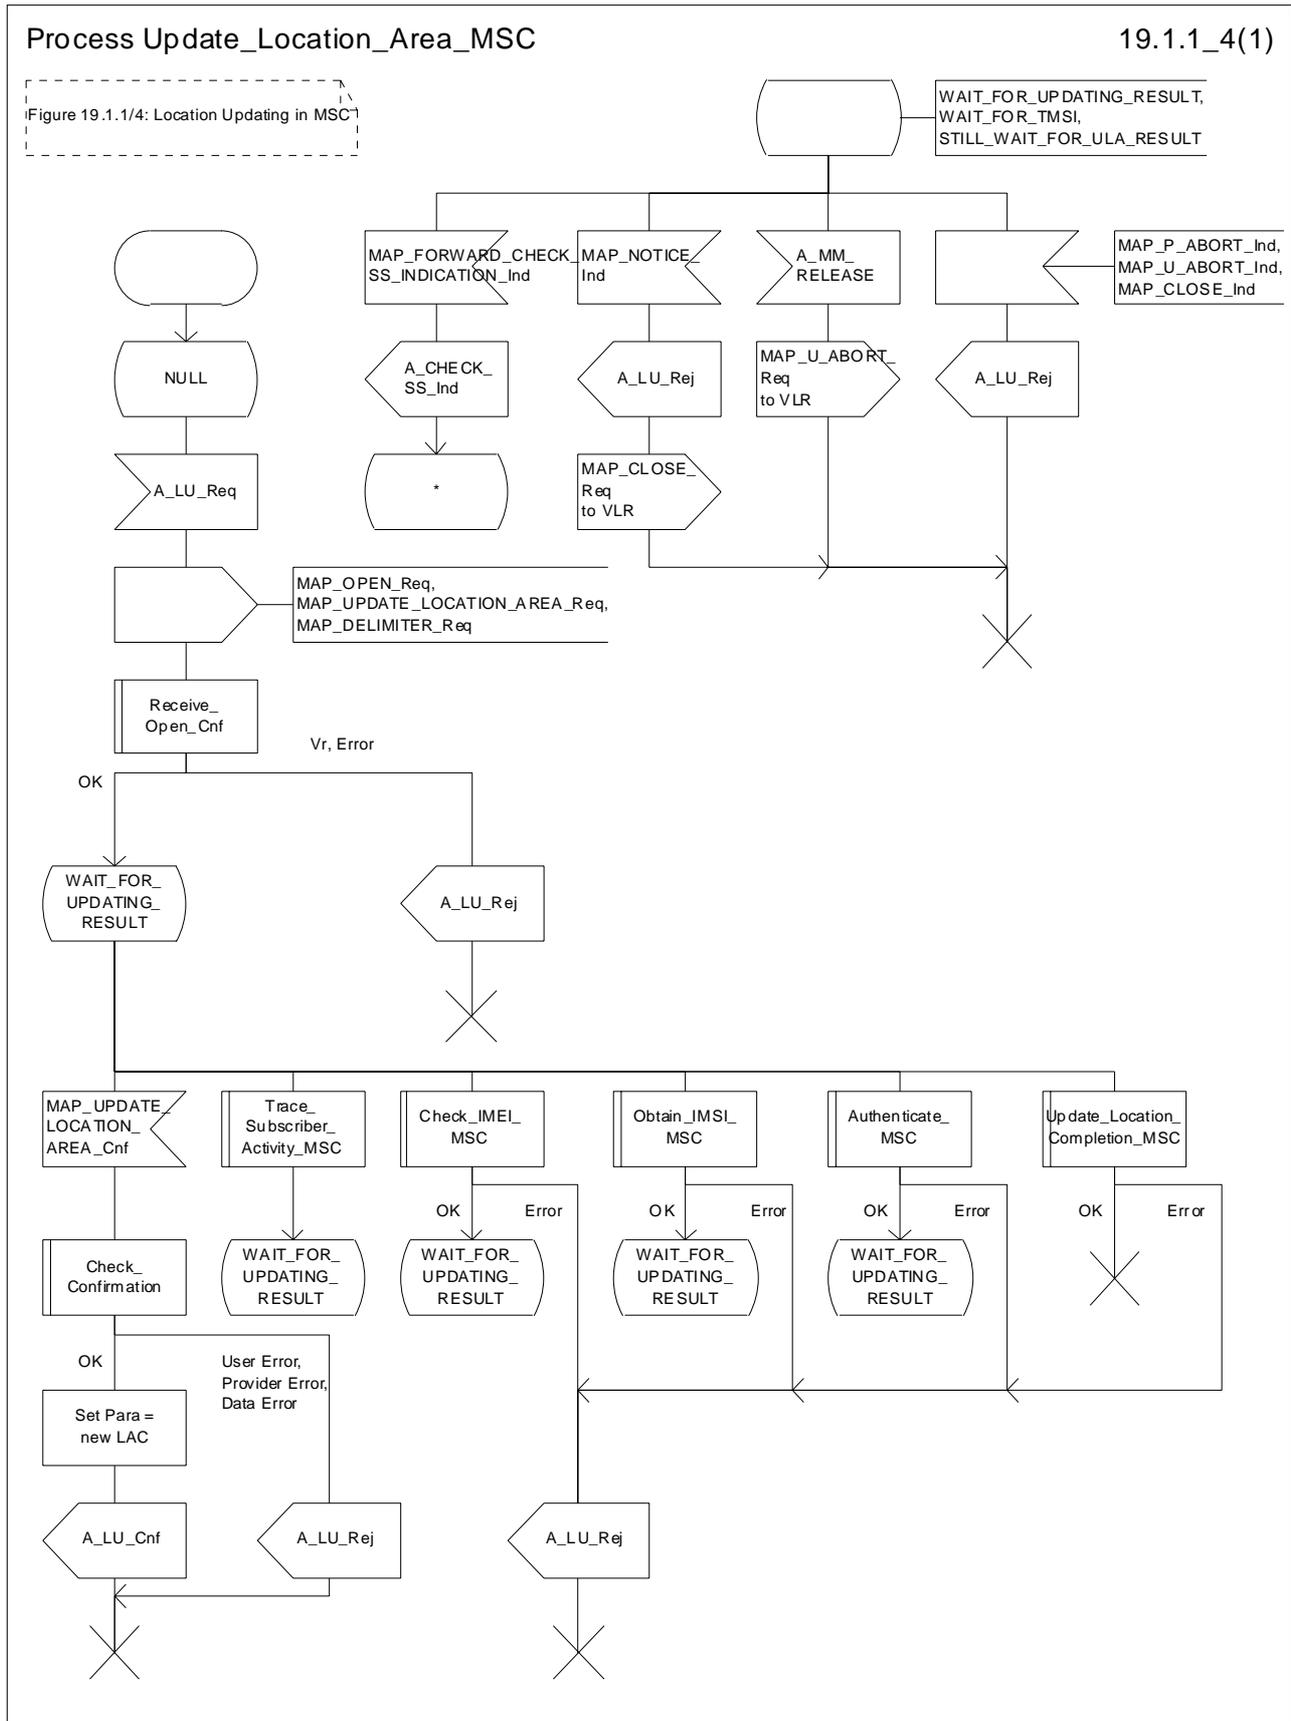 Process Update_Location_Area_MSC
19.1.1_4(1)
Figure 19.1.1/4: Location Updating in MSC
WAIT_FOR_UPDATING_RESULT,
WAIT_FOR_TMSI,
STILL_WAIT_FOR_ULA_RESULT
MAP_FORWARD_CHECK_
SS_INDICATION_Ind
MAP_NOTICE_
Ind
A_MM_
RELEASE
MAP_P_ABORT_Ind,
MAP_U_ABORT_Ind,
MAP_CLOSE_Ind
NULL
A_CHECK_
SS_Ind
A_LU_Rej
MAP_U_ABORT_
Req
to VLR
A_LU_Rej
A_LU_Req
*
MAP_CLOSE_
Req
to VLR
MAP_OPEN_Req,
MAP_UPDATE_LOCATION_AREA_Req,
MAP_DELIMITER_Req
Receive_
Open_Cnf
Vr, Error
OK
WAIT_FOR_
UPDATING_
RESULT
A_LU_Rej
MAP_UPDATE_
LOCATION_
AREA_Cnf
Trace_
Subscriber_
Activity_MSC
Check_IMEI_
MSC
Obtain_IMSI_
MSC
Authenticate_
MSC
Update_Location_
Completion_MSC
OK
Error
OK
Error
OK
Error
OK
Error
Check_
Confirmation
WAIT_FOR_
UPDATING_
RESULT
WAIT_FOR_
UPDATING_
RESULT
WAIT_FOR_
UPDATING_
RESULT
WAIT_FOR_
UPDATING_
RESULT
OK
User Error,
Provider Error,
Data Error
Set Para =
new LAC
A_LU_Cnf
A_LU_Rej
A_LU_Rej